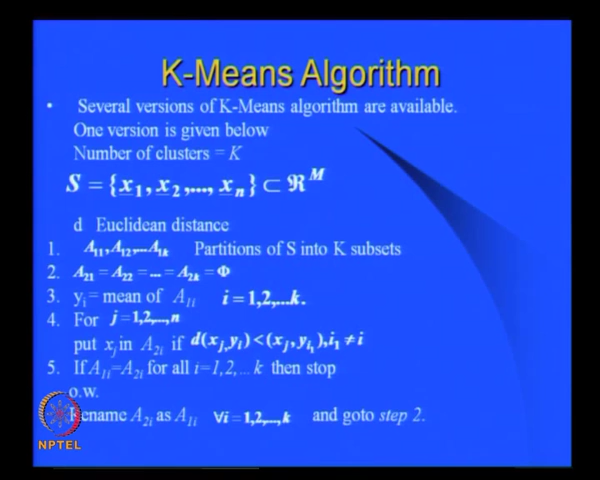 K-Means Algorithm
• Several versions of K-Means algorithm are available.
One version is given below
Number of clusters = K
S = {x₁, x₂,..., xₙ} ⊂ ℜᴹ
d Euclidean distance
1. A₁₁, A₁₂,...A₁ₖ Partitions of S into K subsets
2. A₂₁ = A₂₂ = ... = A₂ₖ = Φ
3. yᵢ = mean of A₁ᵢ i = 1,2,...k.
4. For j = 1,2,...,n
put xⱼ in A₂ᵢ if d(xⱼ, yᵢ) < (xⱼ, yᵢ₁), i₁ ≠ i
5. If A₁ᵢ=A₂ᵢ for all i=1,2,... k then stop
o.w.
Rename A₂ᵢ as A₁ᵢ ∀i = 1,2,...,k and goto step 2.
NPTEL